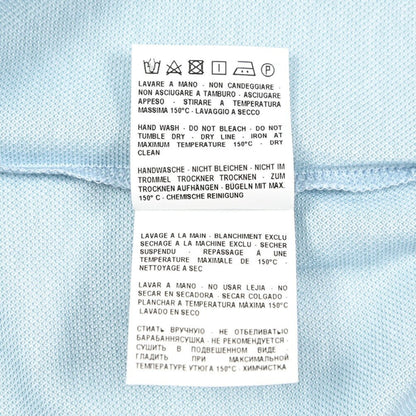 P
LAVARE A MANO - NON CANDEGGIARE
- NON ASCIUGARE A TAMBURO - ASCIUGARE
APPESO - STIRARE A TEMPERATURA
MASSIMA 150°C - LAVAGGIO A SECCO
HAND WASH - DO NOT BLEACH - DO NOT
TUMBLE DRY - DRY LINE - IRON AT
MAXIMUM TEMPERATURE 150°C - DRY
CLEAN
HANDWASCHE - NICHT BLEICHEN - NICHT IM
TROMMEL TROCKNER TROCKNEN -
ZUM TROCKNEN AUFHÄNGEN - BÜGELN MIT MAX.
150° C - CHEMISCHE REINIGUNG
LAVAGE A LA MAIN - BLANCHIMENT EXCLU
SECHAGE A LA MACHINE EXCLU - SECHER
SUSPENDU - REPASSAGE À UNE
TEMPERATURE MAXIMALE DE 150°C -
NETTOYAGE A SEC
LAVAR A MANO - NO USAR LEJIA - NO
SECAR EN SECADORA - SECAR COLGADO -
PLANCHAR A TEMPERATURA MAXIMA 150°C
LAVADO EN SECO
СТИАТЬ ВРУЧНУЮ - НЕ ОТБЕЛИВАТЬО
БАРАБАННЯСУШКА - НЕ РЕКОМЕНДУЕТСЯ -
СУШИТЬ В ПОДВЕШЕННОМ ВИДЕ -
ГЛАДИТЬ ПРИ МАКСИМАЛЬНОЙ
ТЕМПЕРАТУРЕ УТЮГА 150°C - ХИМЧИСТКА